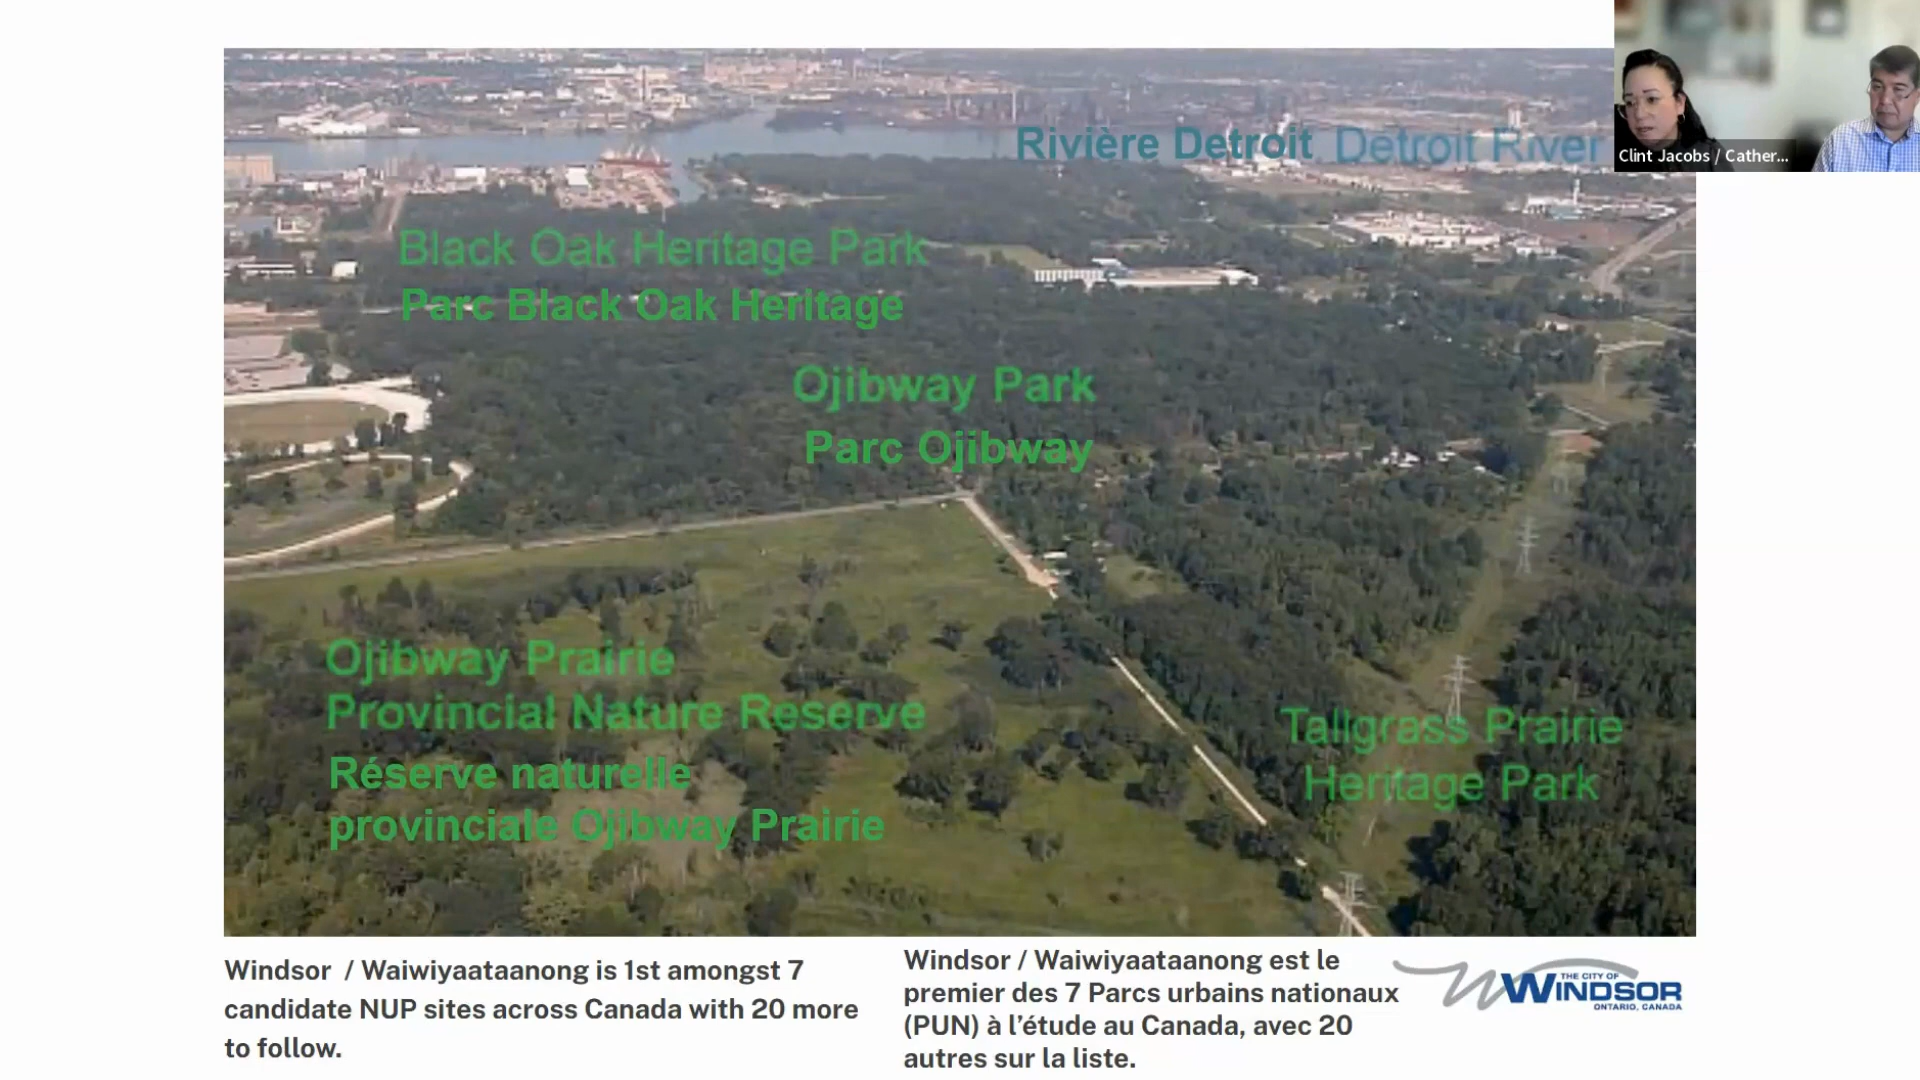 Rivière Detroit Detroit River
Clint Jacobs / Cather...
Black Oak Heritage Park
Parc Black Oak Heritage
Ojibway Park
Parc Ojibway
Ojibway Prairie
Provincial Nature Reserve
Réserve naturelle
provinciale Ojibway Prairie
Tallgrass Prairie
Heritage Park
Windsor / Waiwiyaataanong is 1st amongst 7
candidate NUP sites across Canada with 20 more
to follow.
Windsor / Waiwiyaataanong est le
premier des 7 Parcs urbains nationaux
(PUN) à l’étude au Canada, avec 20
autres sur la liste.
THE CITY OF
WINDSOR
ONTARIO, CANADA